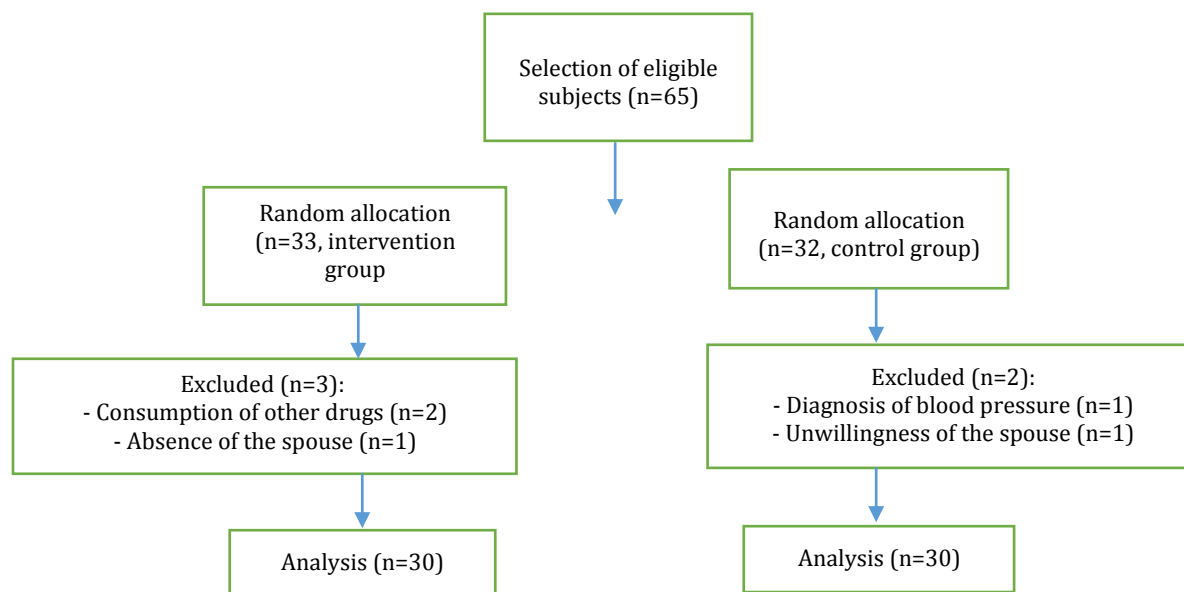 Selection of eligible
subjects (n=65)
Random allocation
(n=33, intervention
group
Random allocation
(n=32, control group)
Excluded (n=3):
- Consumption of other drugs (n=2)
- Absence of the spouse (n=1)
Excluded (n=2):
- Diagnosis of blood pressure (n=1)
- Unwillingness of the spouse (n=1)
Analysis (n=30)
Analysis (n=30)